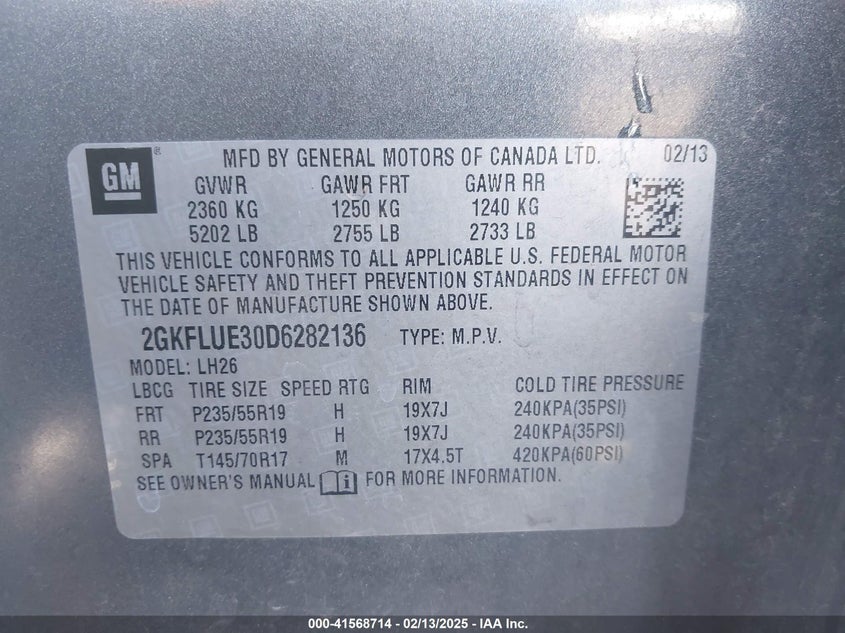 GM ®
MFD BY GENERAL MOTORS OF CANADA LTD. 02/13
GVWR GAWR FRT GAWR RR
2360 KG 1250 KG 1240 KG
5202 LB 2755 LB 2733 LB
THIS VEHICLE CONFORMS TO ALL APPLICABLE U.S. FEDERAL MOTOR
VEHICLE SAFETY AND THEFT PREVENTION STANDARDS IN EFFECT ON
THE DATE OF MANUFACTURE SHOWN ABOVE.
2GKFLUE30D6282136 TYPE: M.P.V.
MODEL: LH26
LBCG TIRE SIZE SPEED RTG RIM COLD TIRE PRESSURE
FRT P235/55R19 H 19X7J 240KPA(35PSI)
RR P235/55R19 H 19X7J 240KPA(35PSI)
SPA T145/70R17 M 17X4.5T 420KPA(60PSI)
SEE OWNER'S MANUAL i FOR MORE INFORMATION.
000-41568714 - 02/13/2025 - IAA Inc.